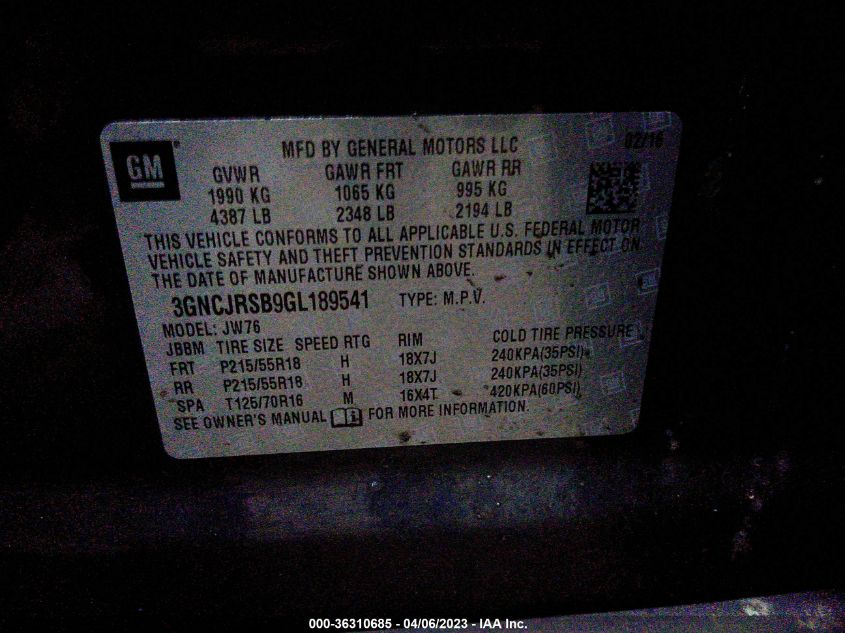 GM
MFD BY GENERAL MOTORS LLC 02/16
GVWR GAWR FRT GAWR RR
1990 KG 1065 KG 995 KG
4387 LB 2348 LB 2194 LB
THIS VEHICLE CONFORMS TO ALL APPLICABLE U.S. FEDERAL MOTOR
VEHICLE SAFETY AND THEFT PREVENTION STANDARDS IN EFFECT ON
THE DATE OF MANUFACTURE SHOWN ABOVE.
3GNCJRSB9GL189541 TYPE: M.P.V.
MODEL: JW76
JBBM TIRE SIZE SPEED RTG RIM COLD TIRE PRESSURE
FRT P215/55R18 H 18X7J 240KPA(35PSI)
RR P215/55R18 H 18X7J 240KPA(35PSI)
SPA T125/70R16 M 16X4T 420KPA(60PSI)
SEE OWNER'S MANUAL FOR MORE INFORMATION.
000-36310685 - 04/06/2023 - IAA Inc.